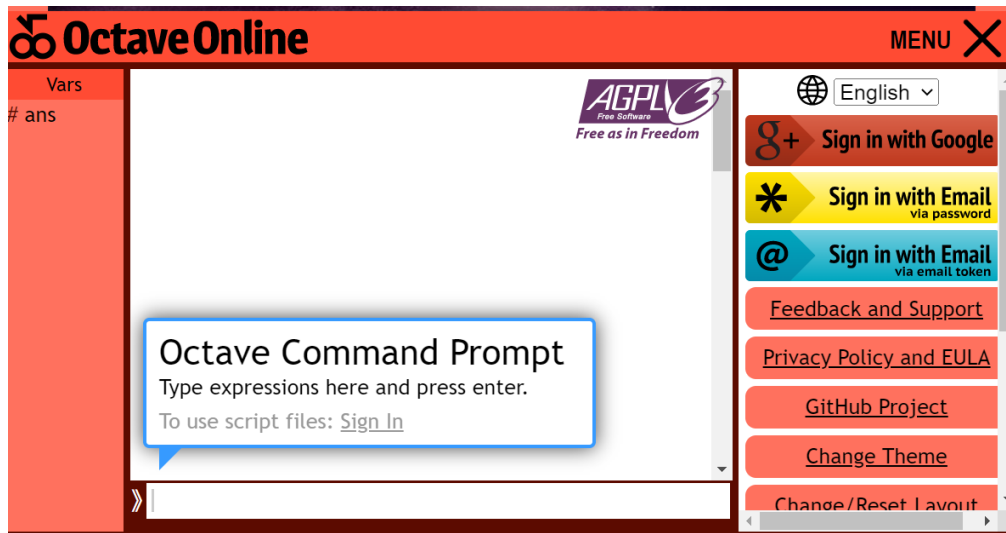 Octave Online
MENU
Vars
# ans
AGPL 3
Free Software
Free as in Freedom
Octave Command Prompt
Type expressions here and press enter.
To use script files: Sign In
»
English
g+ Sign in with Google
* Sign in with Email
via password
@ Sign in with Email
via email token
Feedback and Support
Privacy Policy and EULA
GitHub Project
Change Theme
Change/Reset Layout